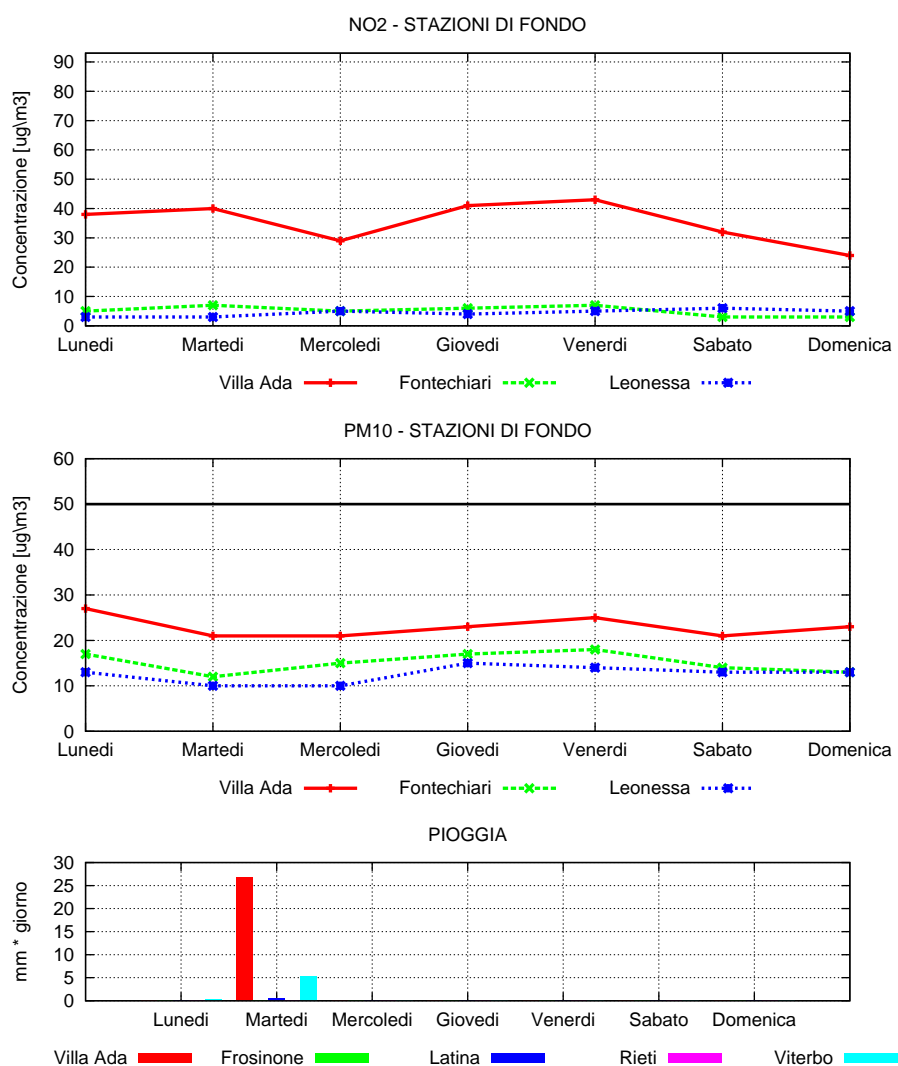 NO2 - STAZIONI DI FONDO
Concentrazione [ug\m3]
90
80
70
60
50
40
30
20
10
0
Lunedi Martedi Mercoledi Giovedi Venerdi Sabato Domenica
Villa Ada Fontechiari Leonessa
PM10 - STAZIONI DI FONDO
Concentrazione [ug\m3]
60
50
40
30
20
10
0
Lunedi Martedi Mercoledi Giovedi Venerdi Sabato Domenica
Villa Ada Fontechiari Leonessa
PIOGGIA
mm * giorno
30
25
20
15
10
5
0
Lunedi Martedi Mercoledi Giovedi Venerdi Sabato Domenica
Villa Ada Frosinone Latina Rieti Viterbo